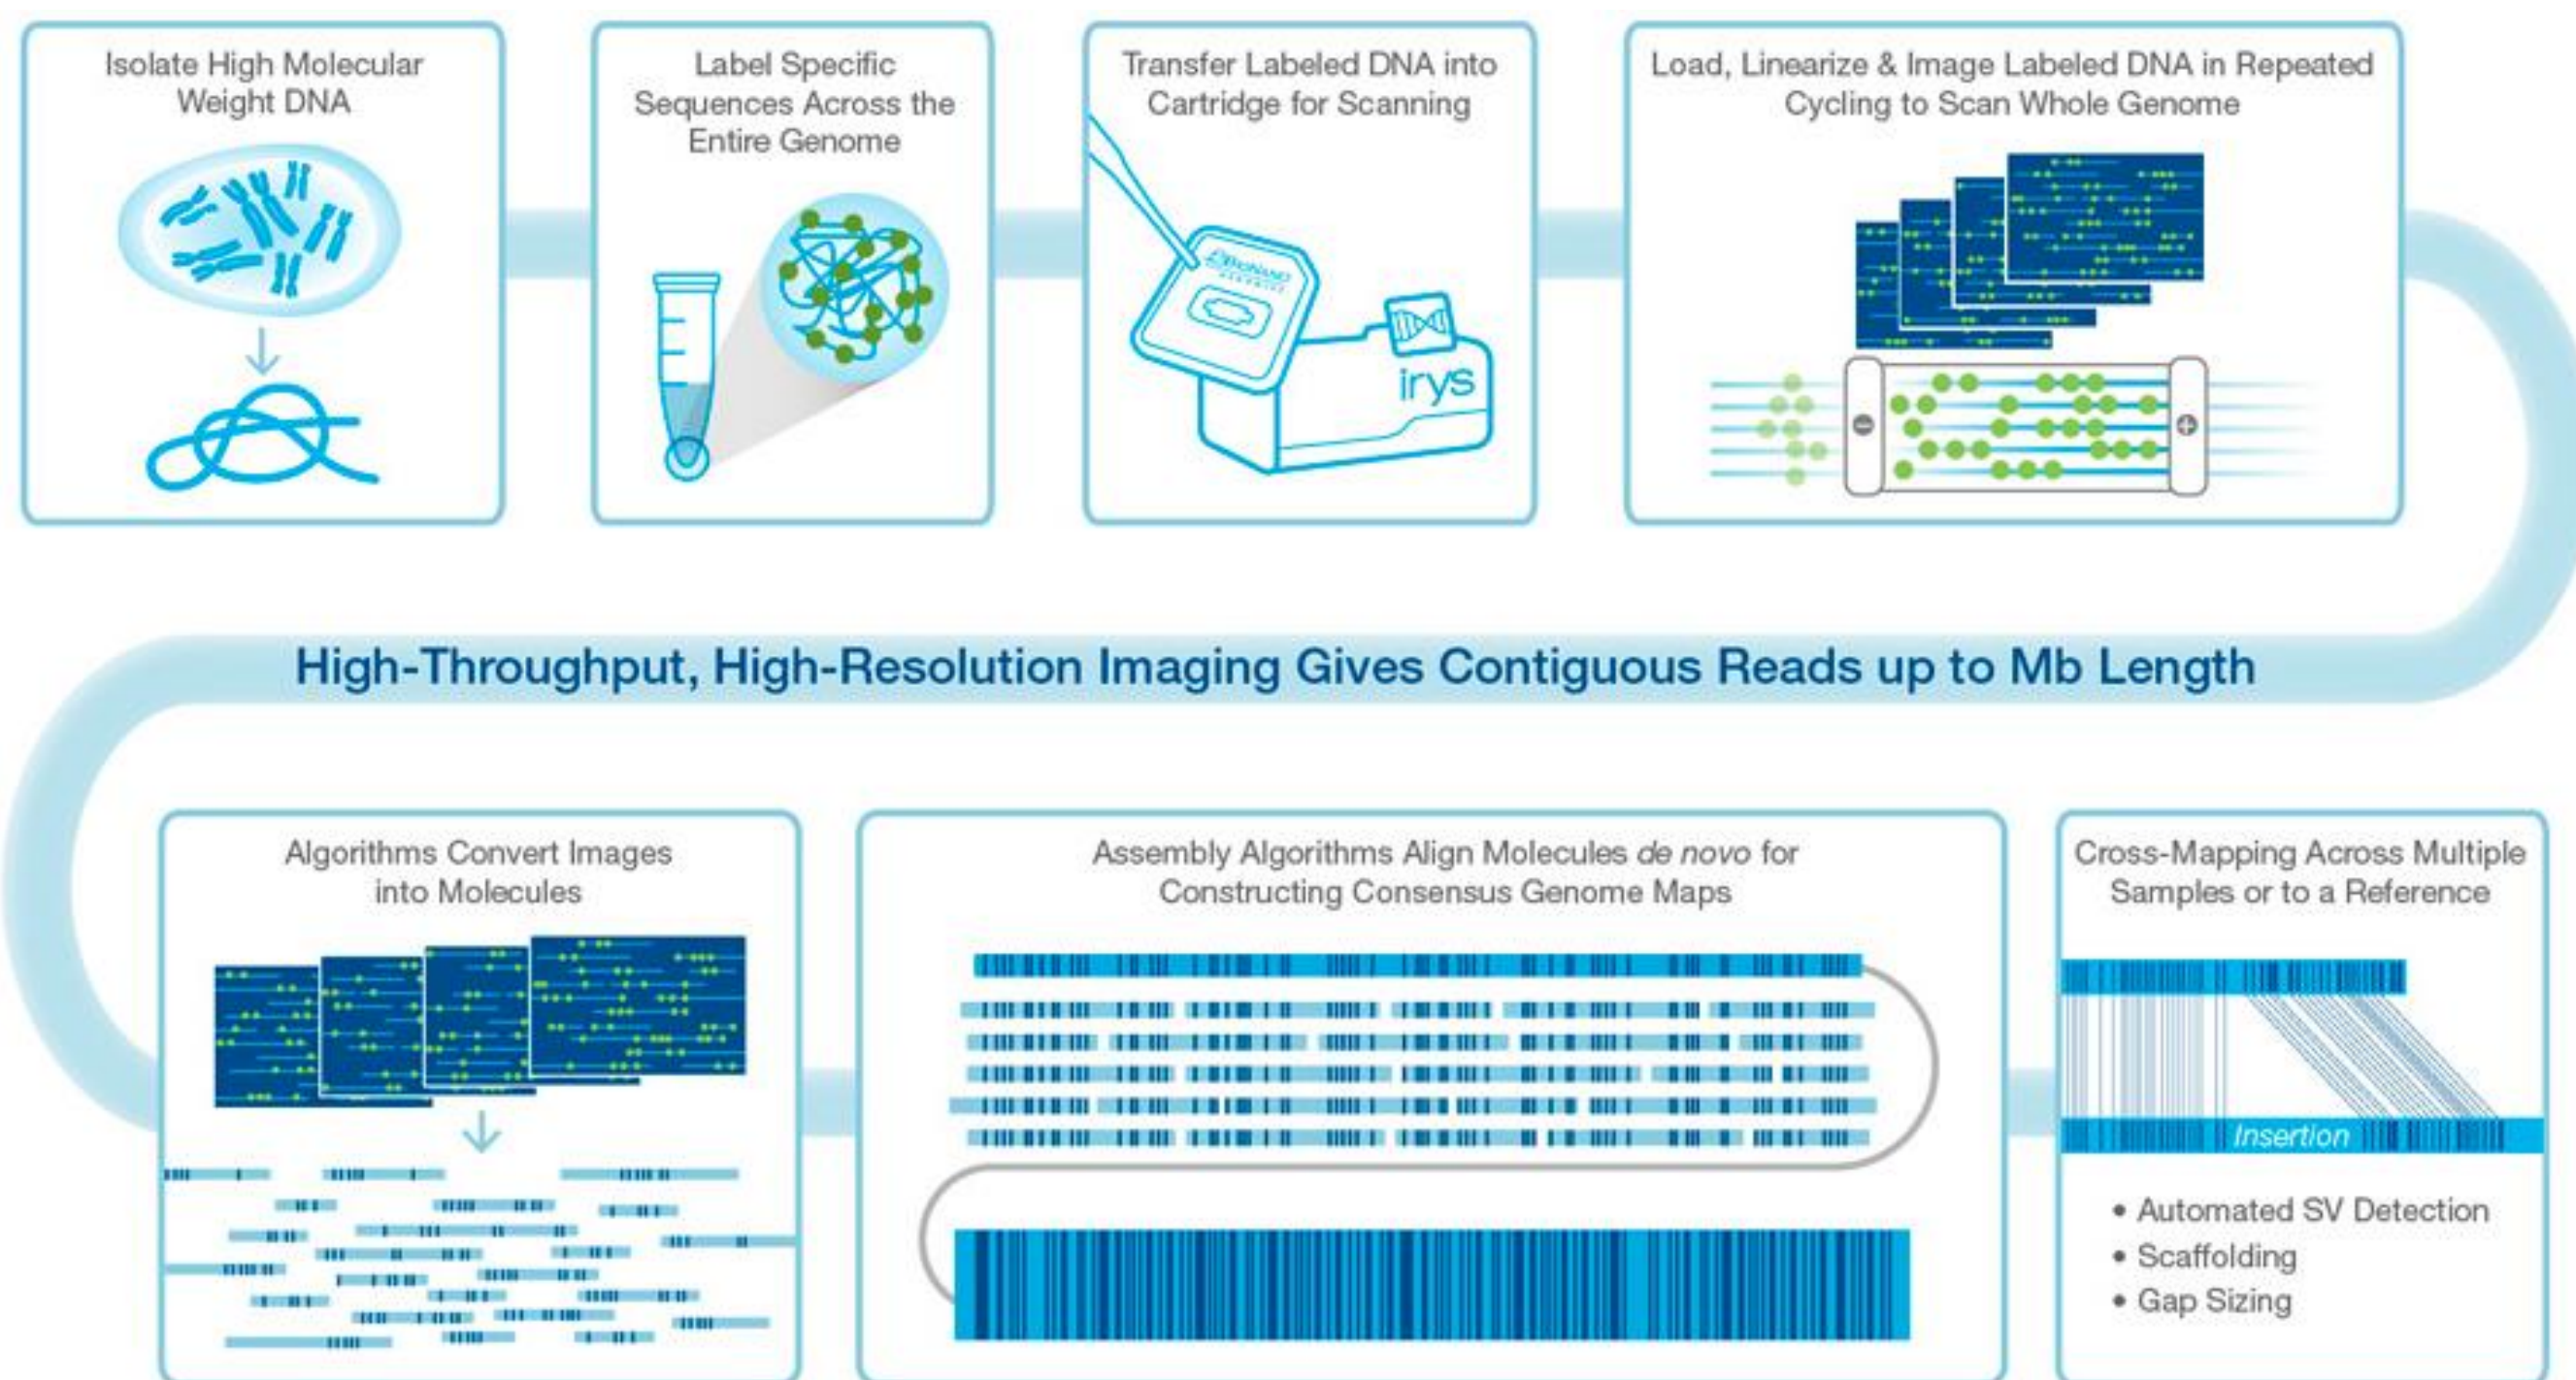 Isolate High Molecular
Weight DNA
Label Specific
Sequences Across the
Entire Genome
Transfer Labeled DNA into
Cartridge for Scanning
BIONANO
GENOMICS
irys
Load, Linearize & Image Labeled DNA in Repeated
Cycling to Scan Whole Genome
High-Throughput, High-Resolution Imaging Gives Contiguous Reads up to Mb Length
Algorithms Convert Images
into Molecules
Assembly Algorithms Align Molecules de novo for
Constructing Consensus Genome Maps
Cross-Mapping Across Multiple
Samples or to a Reference
Insertion
• Automated SV Detection
• Scaffolding
• Gap Sizing